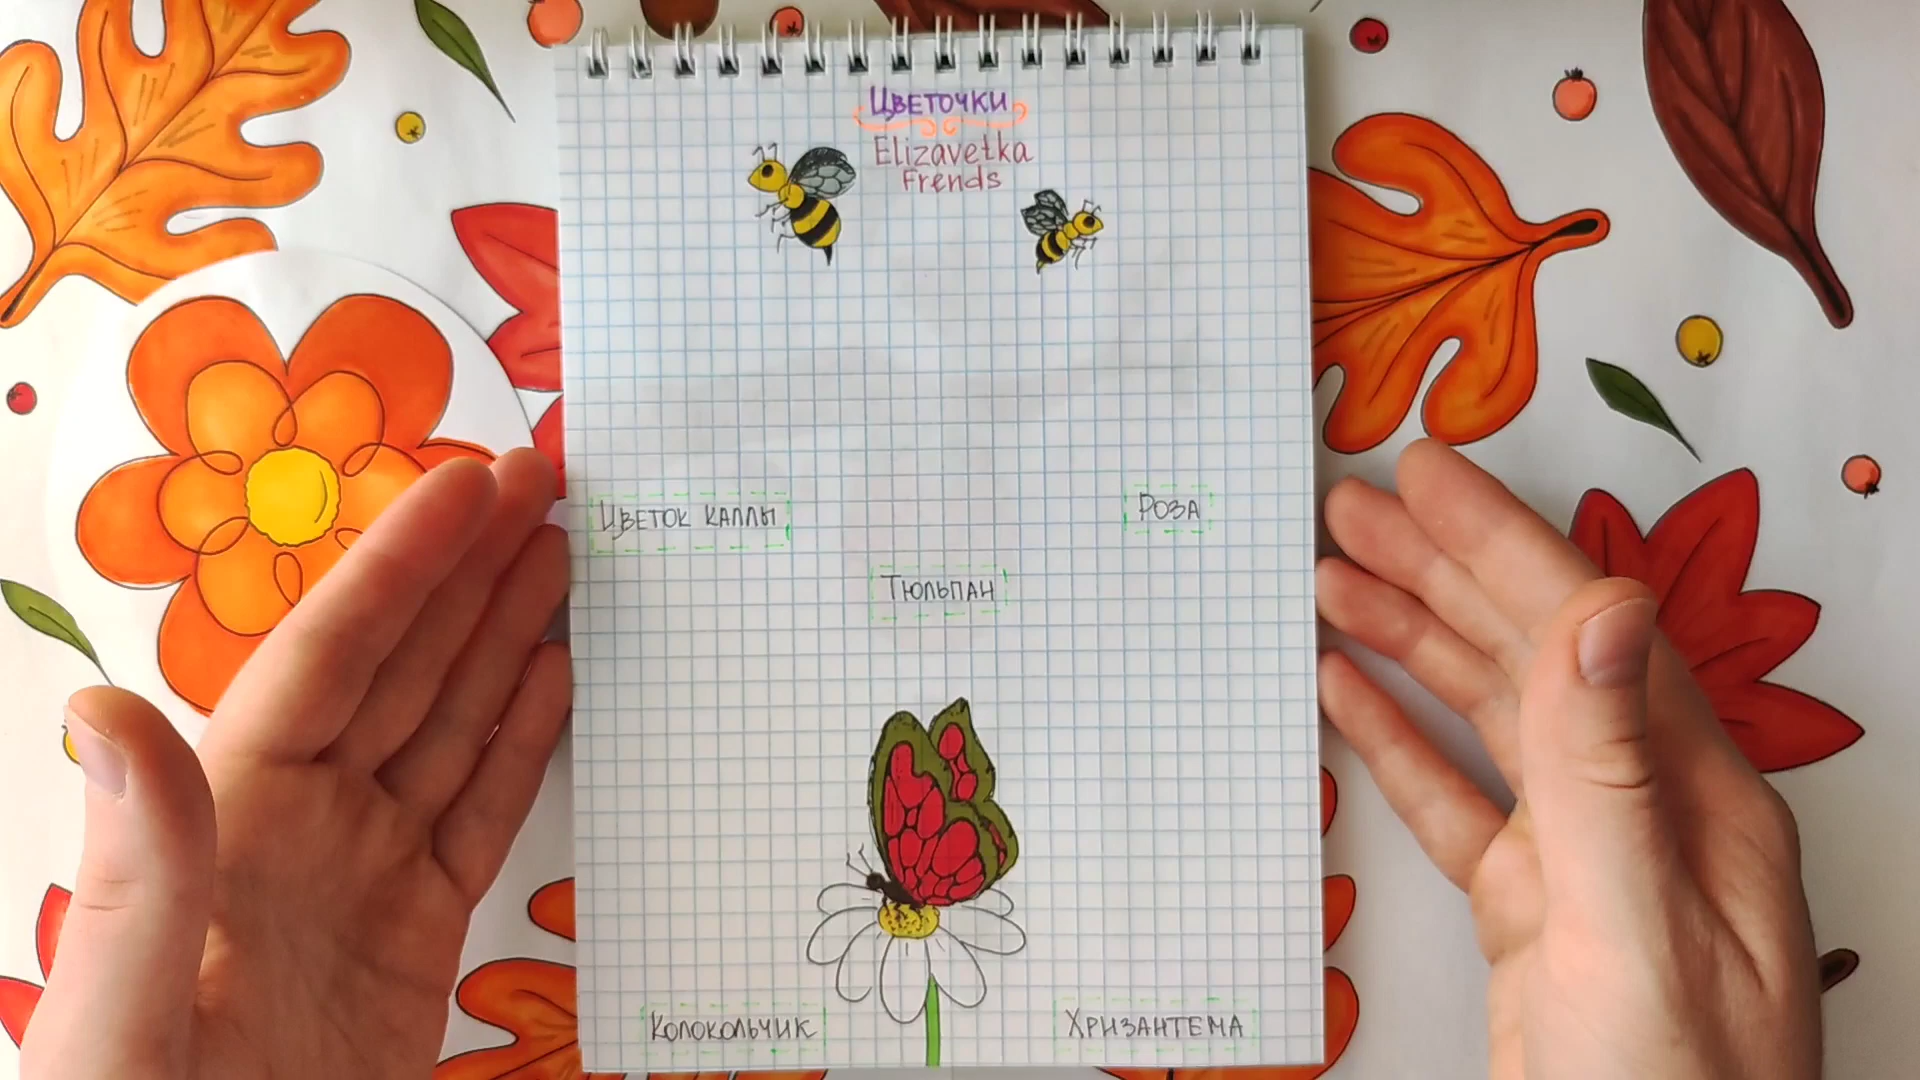 Цветочки
Elizavetka
Frends
Цветок каллы
Роза
Тюльпан
Колокольчик
Хризантема